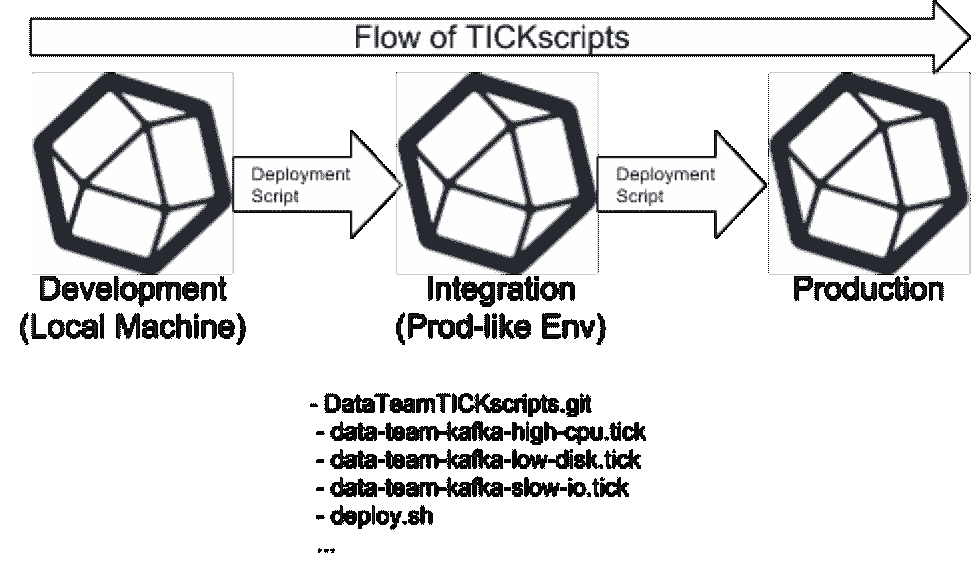 Flow of TICKscripts
Deployment
Script
Deployment
Script
Development
(Local Machine)
Integration
(Prod-like Env)
Production
- DataTeamTICKscripts.git
- data-team-kafka-high-cpu.tick
- data-team-kafka-low-disk.tick
- data-team-kafka-slow-io.tick
- deploy.sh
...